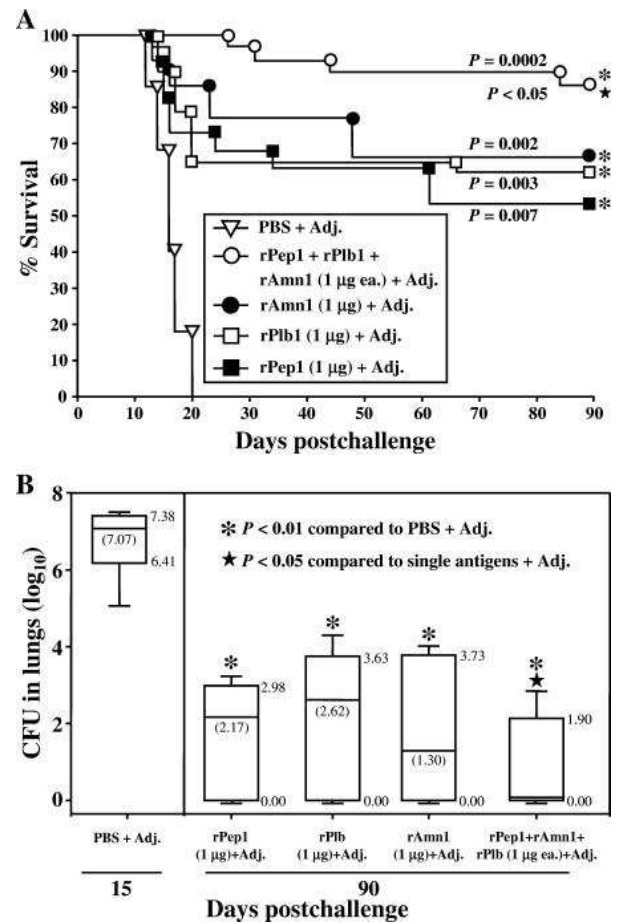 A
% Survival
100
90
80
70
60
50
40
30
20
10
0
P = 0.0002
*
P < 0.05 ★
P = 0.002
*
P = 0.003
*
P = 0.007
*
PBS + Adj.
rPep1 + rPlb1 +
rAmn1 (1 µg ea.) + Adj.
rAmn1 (1 µg) + Adj.
rPlb1 (1 µg) + Adj.
rPep1 (1 µg) + Adj.
0 10 20 30 40 50 60 70 80 90
Days postchallenge
B
CFU in lungs (log10)
8
6
4
2
0
* P < 0.01 compared to PBS + Adj.
★ P < 0.05 compared to single antigens + Adj.
7.38
(7.07)
6.41
*
2.98
(2.17)
0.00
*
3.63
(2.62)
0.00
*
3.73
(1.30)
0.00
*
★
1.90
0.00
PBS + Adj.
rPep1
(1 µg)+Adj.
rPlb
(1 µg)+Adj.
rAmn1
(1 µg)+Adj.
rPep1+rAmn1+
rPlb (1 µg ea.)+Adj.
15
90
Days postchallenge